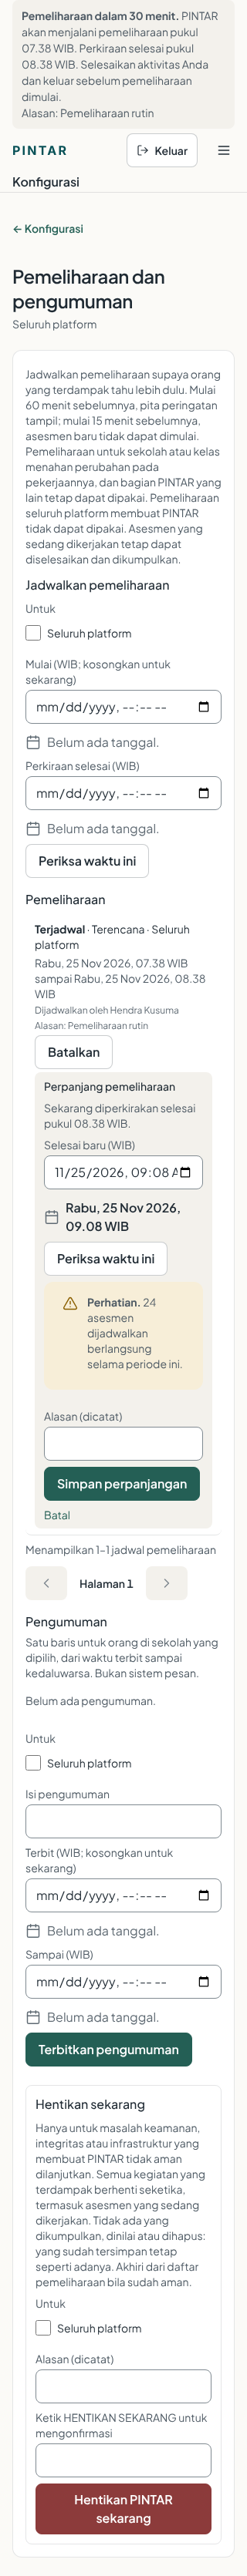 Pemeliharaan dalam 30 menit. PINTAR
akan menjalani pemeliharaan pukul
07.38 WIB. Perkiraan selesai pukul
08.38 WIB. Selesaikan aktivitas Anda
dan keluar sebelum pemeliharaan
dimulai.
Alasan: Pemeliharaan rutin
PINTAR
Keluar
Konfigurasi
← Konfigurasi
Pemeliharaan dan
pengumuman
Seluruh platform
Jadwalkan pemeliharaan supaya orang
yang terdampak tahu lebih dulu. Mulai
60 menit sebelumnya, pita peringatan
tampil; mulai 15 menit sebelumnya,
asesmen baru tidak dapat dimulai.
Pemeliharaan untuk sekolah atau kelas
menahan perubahan pada
pekerjaannya, dan bagian PINTAR yang
lain tetap dapat dipakai. Pemeliharaan
seluruh platform membuat PINTAR
tidak dapat dipakai. Asesmen yang
sedang dikerjakan tetap dapat
diselesaikan dan dikumpulkan.
Jadwalkan pemeliharaan
Untuk
Seluruh platform
Mulai (WIB; kosongkan untuk
sekarang)
mm/dd/yyyy, --:-- --
Belum ada tanggal.
Perkiraan selesai (WIB)
mm/dd/yyyy, --:-- --
Belum ada tanggal.
Periksa waktu ini
Pemeliharaan
Terjadwal · Terencana · Seluruh
platform
Rabu, 25 Nov 2026, 07.38 WIB
sampai Rabu, 25 Nov 2026, 08.38
WIB
Dijadwalkan oleh Hendra Kusuma
Alasan: Pemeliharaan rutin
Batalkan
Perpanjang pemeliharaan
Sekarang diperkirakan selesai
pukul 08.38 WIB.
Selesai baru (WIB)
11/25/2026, 09:08 A
Rabu, 25 Nov 2026,
09.08 WIB
Periksa waktu ini
Perhatian. 24
asesmen
dijadwalkan
berlangsung
selama periode ini.
Alasan (dicatat)
Simpan perpanjangan
Batal
Menampilkan 1–1 jadwal pemeliharaan
Halaman 1
Pengumuman
Satu baris untuk orang di sekolah yang
dipilih, dari waktu terbit sampai
kedaluwarsa. Bukan sistem pesan.
Belum ada pengumuman.
Untuk
Seluruh platform
Isi pengumuman
Terbit (WIB; kosongkan untuk
sekarang)
mm/dd/yyyy, --:-- --
Belum ada tanggal.
Sampai (WIB)
mm/dd/yyyy, --:-- --
Belum ada tanggal.
Terbitkan pengumuman
Hentikan sekarang
Hanya untuk masalah keamanan,
integritas atau infrastruktur yang
membuat PINTAR tidak aman
dilanjutkan. Semua kegiatan yang
terdampak berhenti seketika,
termasuk asesmen yang sedang
dikerjakan. Tidak ada yang
dikumpulkan, dinilai atau dihapus:
yang sudah tersimpan tetap
seperti adanya. Akhiri dari daftar
pemeliharaan bila sudah aman.
Untuk
Seluruh platform
Alasan (dicatat)
Ketik HENTIKAN SEKARANG untuk
mengonfirmasi
Hentikan PINTAR
sekarang